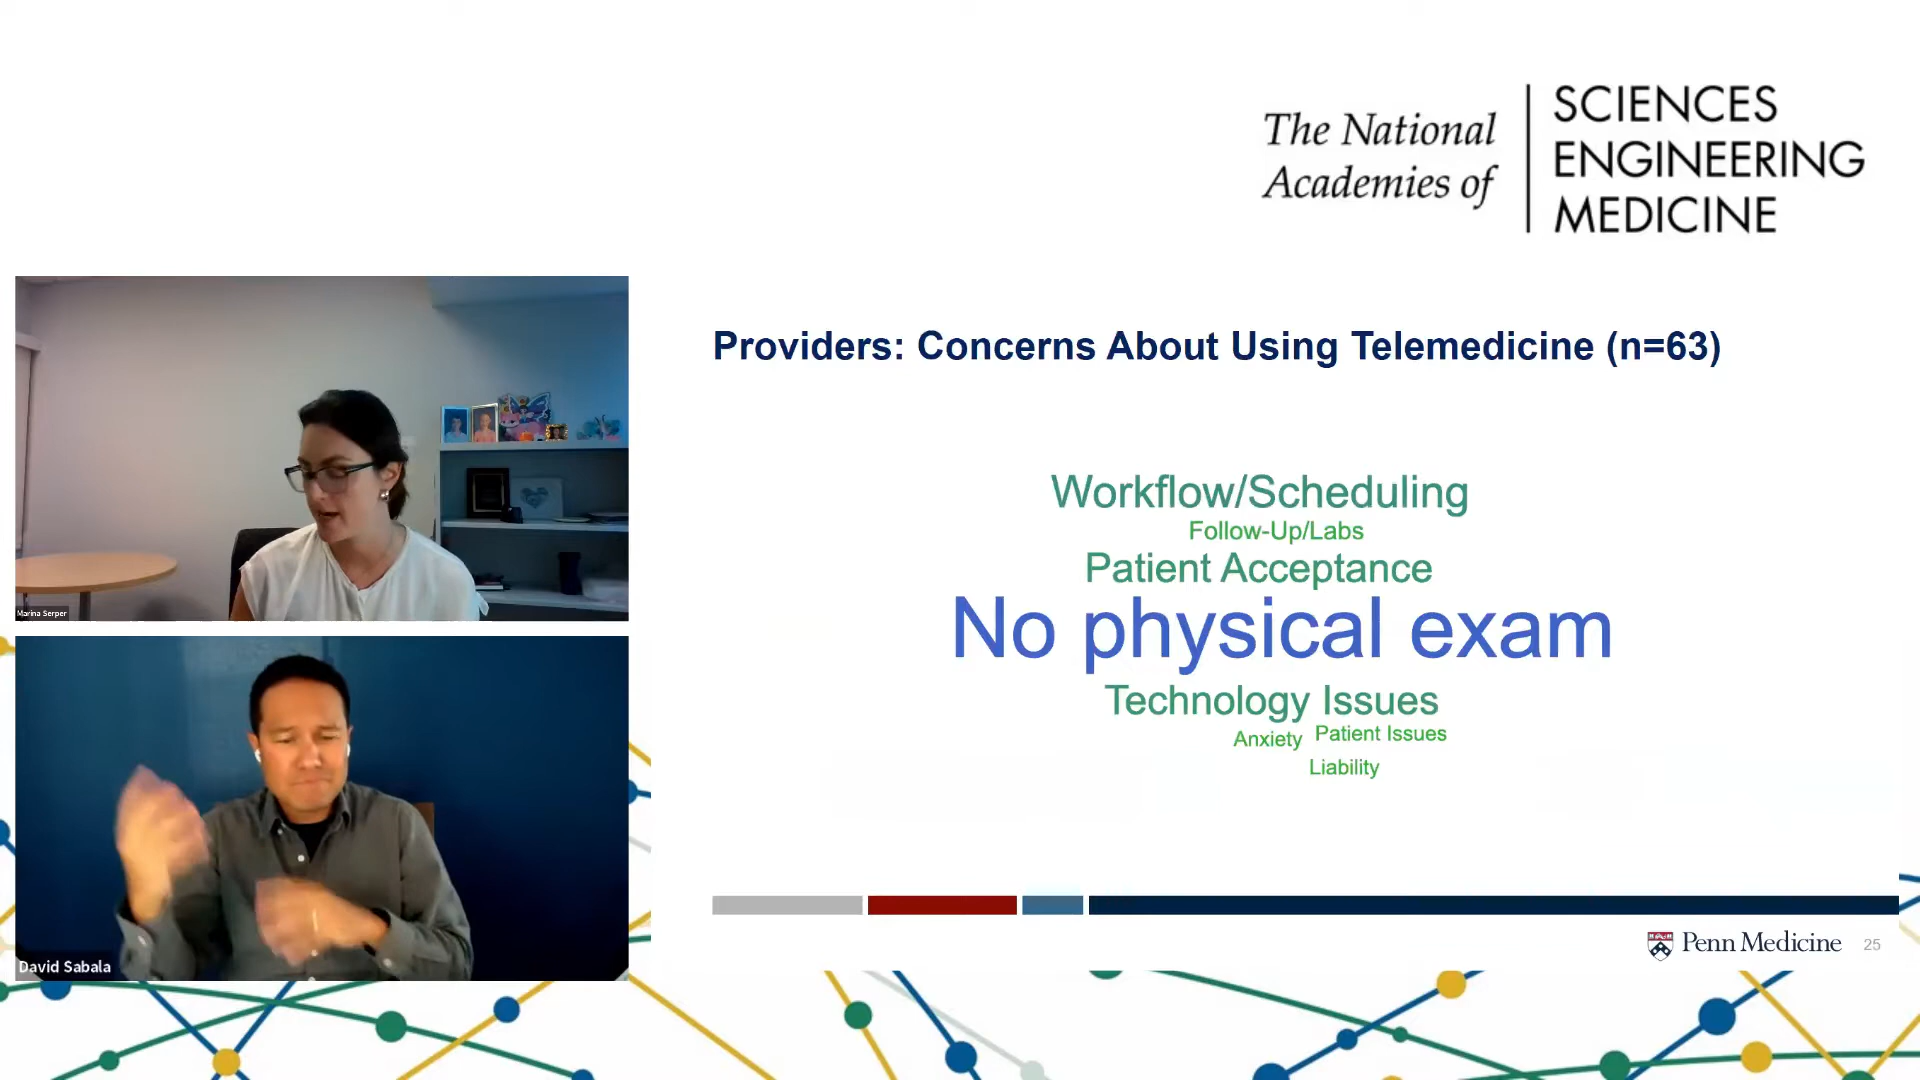 The National
Academies of
SCIENCES
ENGINEERING
MEDICINE
Marina Serper
David Sabala
Providers: Concerns About Using Telemedicine (n=63)
Workflow/Scheduling
Follow-Up/Labs
Patient Acceptance
No physical exam
Technology Issues
Anxiety Patient Issues
Liability
Penn Medicine 25